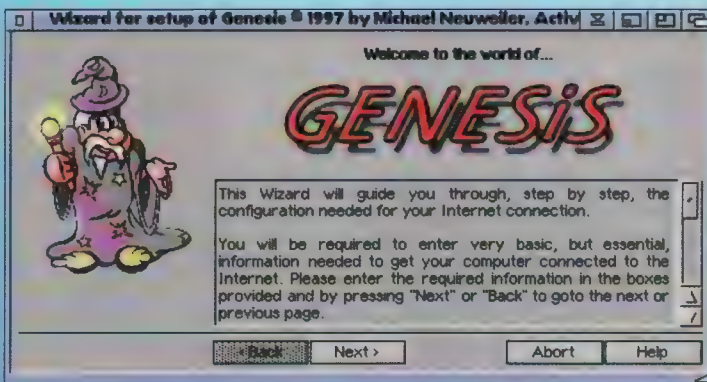 Wizard for setup of Genesis © 1997 by Michael Neuweiler, Activ
Welcome to the world of...
GENESiS
This Wizard will guide you through, step by step, the
configuration needed for your Internet connection.
You will be required to enter very basic, but essential,
information needed to get your computer connected to the
Internet. Please enter the required information in the boxes
provided and by pressing "Next" or "Back" to goto the next or
previous page.
< Back
Next >
Abort
Help